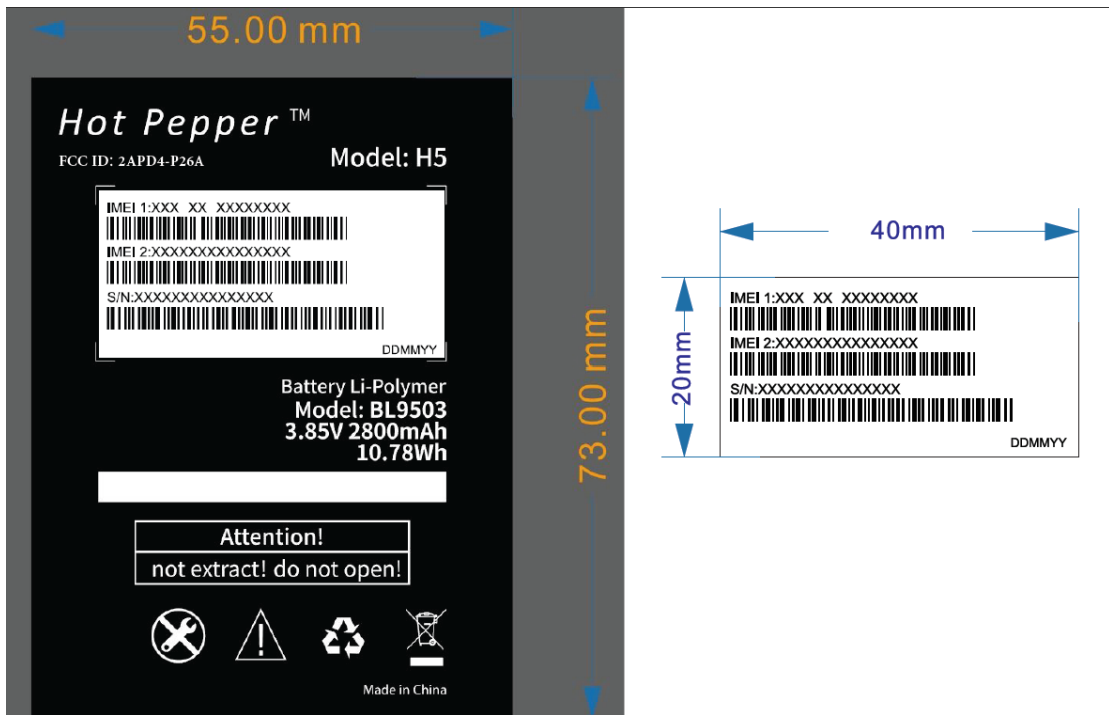 55.00 mm
Hot Pepper™
FCC ID: 2APD4-P26A
Model: H5
IMEI 1:XXX XX XXXXXXXX
IMEI 2:XXXXXXXXXXXXXXX
S/N:XXXXXXXXXXXXXXX
DDMMYY
Battery Li-Polymer
Model: BL9503
3.85V 2800mAh
10.78Wh
Attention!
not extract! do not open!
Made in China
73.00 mm
40mm
20mm
IMEI 1:XXX XX XXXXXXXX
IMEI 2:XXXXXXXXXXXXXXX
S/N:XXXXXXXXXXXXXXX
DDMMYY